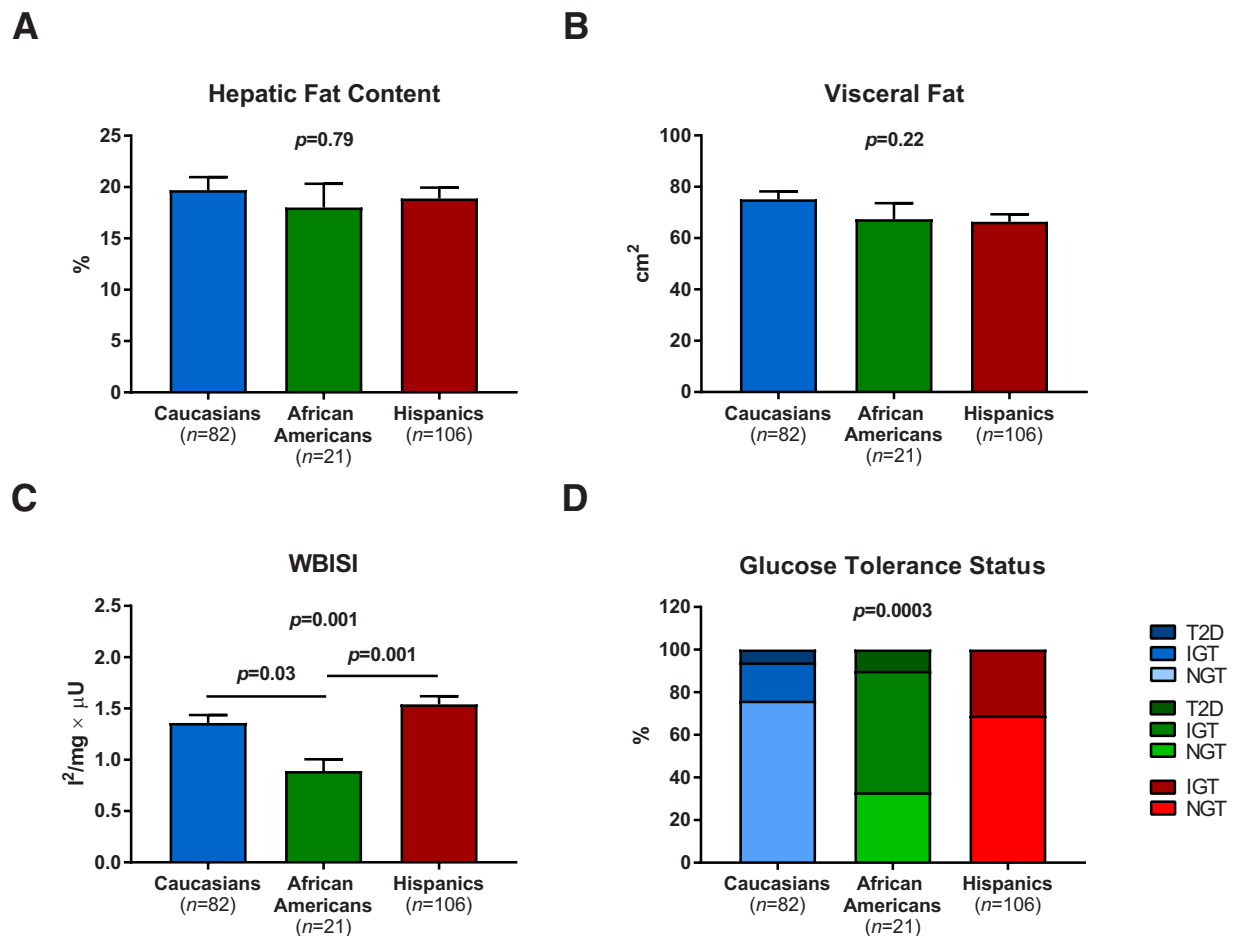 A
Hepatic Fat Content
p=0.79
25
20
15
10
5
0
%
Caucasians
(n=82)
African
Americans
(n=21)
Hispanics
(n=106)
B
Visceral Fat
p=0.22
100
80
60
40
20
0
cm²
Caucasians
(n=82)
African
Americans
(n=21)
Hispanics
(n=106)
C
WBISI
p=0.001
p=0.03
p=0.001
2.5
2.0
1.5
1.0
0.5
0.0
l²/mg × μU
Caucasians
(n=82)
African
Americans
(n=21)
Hispanics
(n=106)
D
Glucose Tolerance Status
p=0.0003
120
100
80
60
40
20
0
%
Caucasians
(n=82)
African
Americans
(n=21)
Hispanics
(n=106)
T2D
IGT
NGT
T2D
IGT
NGT
IGT
NGT